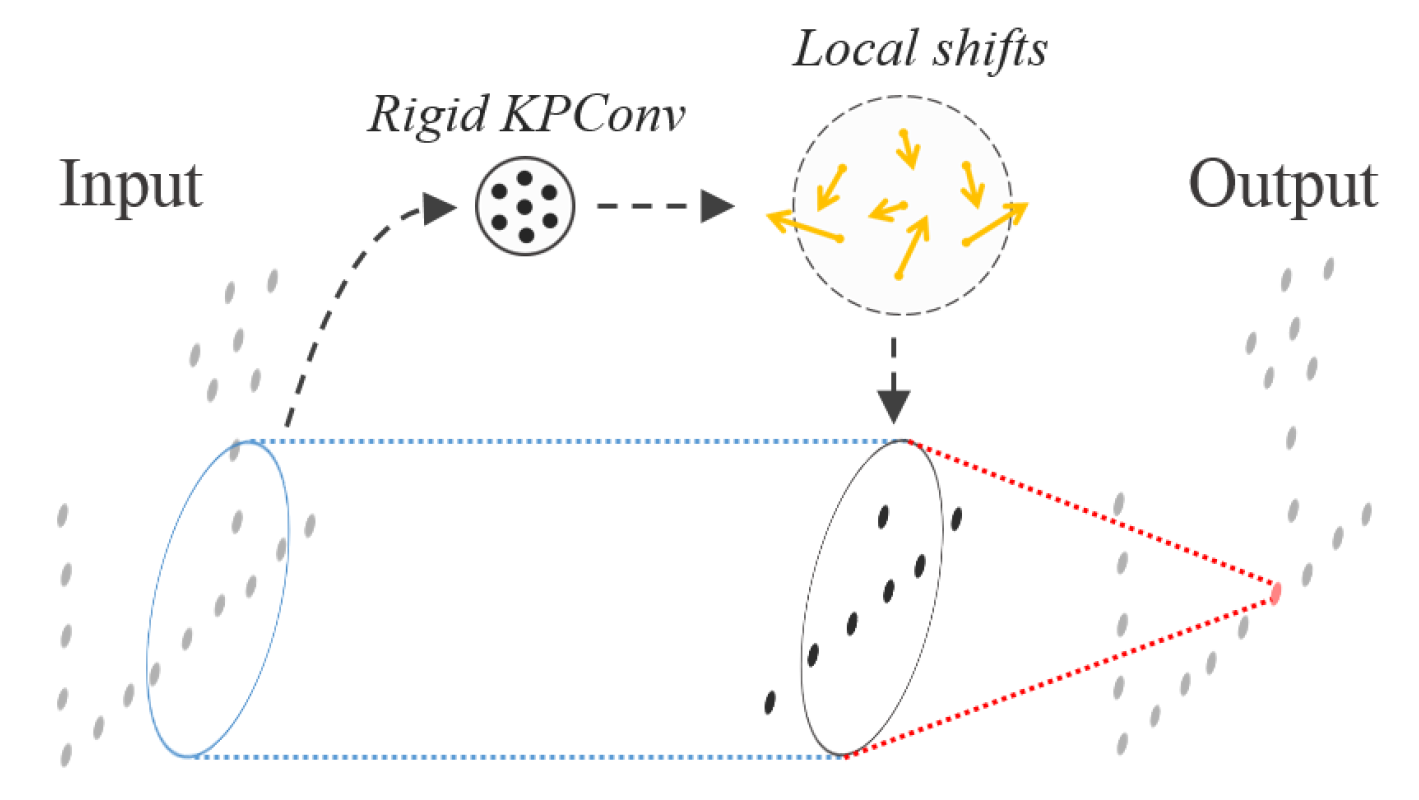 Local shifts
Rigid KPConv
Input
Output